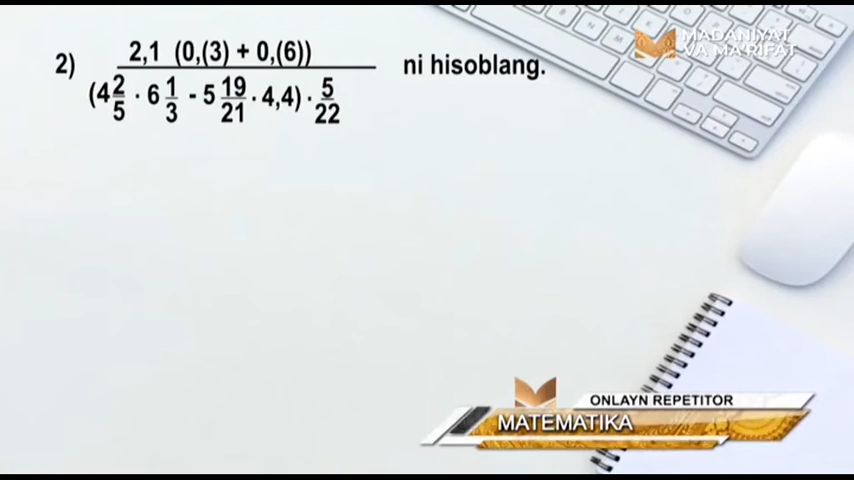 2) 2,1 (0,(3) + 0,(6)) ni hisoblang.
(4 2/5 · 6 1/3 - 5 19/21 · 4,4) · 5/22
MADANIYAT
VA MA'RIFAT
ONLAYN REPETITOR
MATEMATIKA